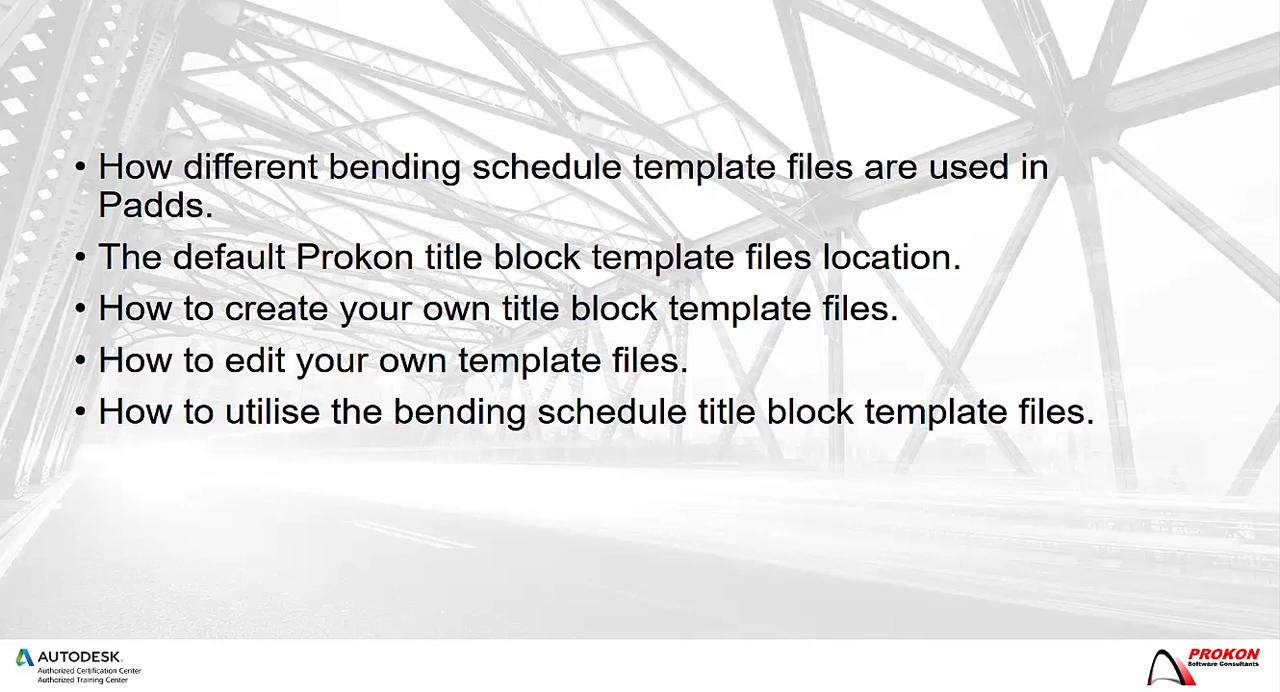 • How different bending schedule template files are used in
Padds.
• The default Prokon title block template files location.
• How to create your own title block template files.
• How to edit your own template files.
• How to utilise the bending schedule title block template files.
AUTODESK.
Authorized Certification Center
Authorized Training Center
PROKON
Software Consultants